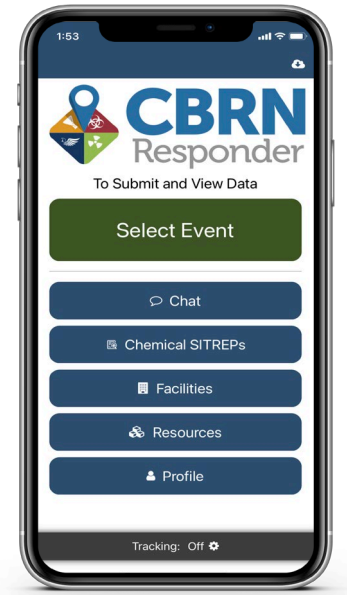 1:53
CBRN
Responder
To Submit and View Data
Select Event
Chat
Chemical SITREPs
Facilities
Resources
Profile
Tracking: Off